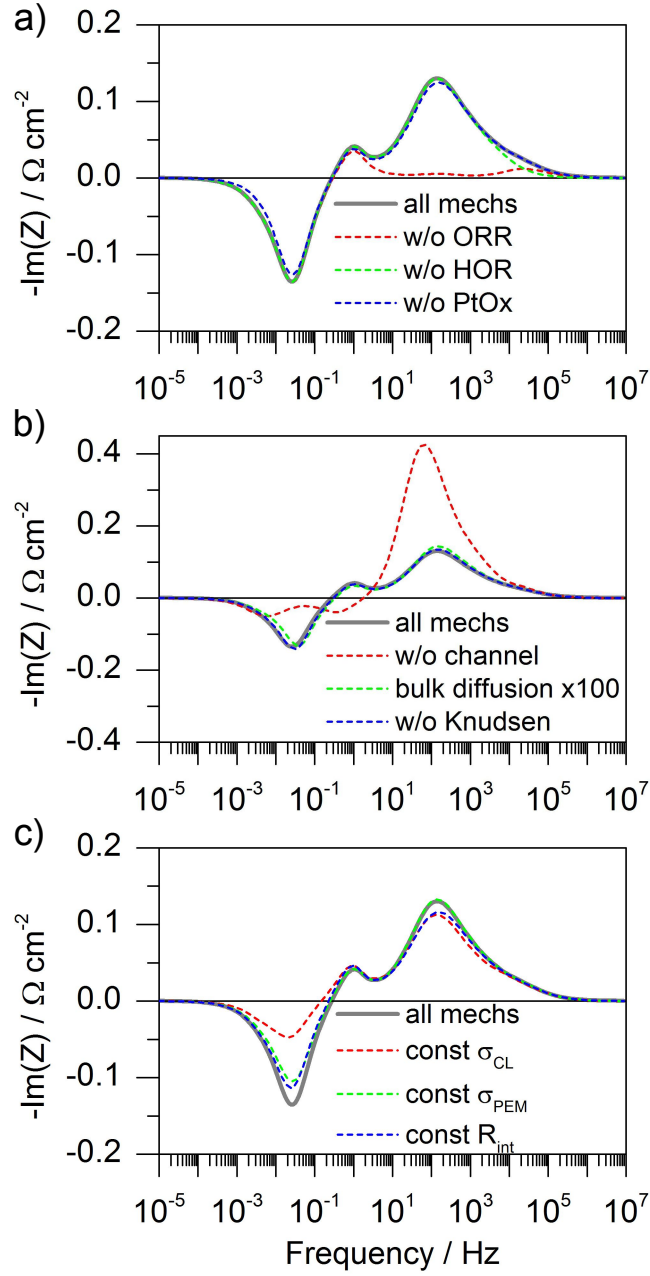 a)
0.2
0.1
0.0
-0.1
-0.2
-Im(Z) / Ω cm⁻²
all mechs
w/o ORR
w/o HOR
w/o PtOx
10⁻⁵ 10⁻³ 10⁻¹ 10¹ 10³ 10⁵ 10⁷
b)
0.4
0.2
0.0
-0.2
-0.4
-Im(Z) / Ω cm⁻²
all mechs
w/o channel
bulk diffusion x100
w/o Knudsen
10⁻⁵ 10⁻³ 10⁻¹ 10¹ 10³ 10⁵ 10⁷
c)
0.2
0.1
0.0
-0.1
-0.2
-Im(Z) / Ω cm⁻²
all mechs
const σ_CL
const σ_PEM
const R_int
10⁻⁵ 10⁻³ 10⁻¹ 10¹ 10³ 10⁵ 10⁷
Frequency / Hz